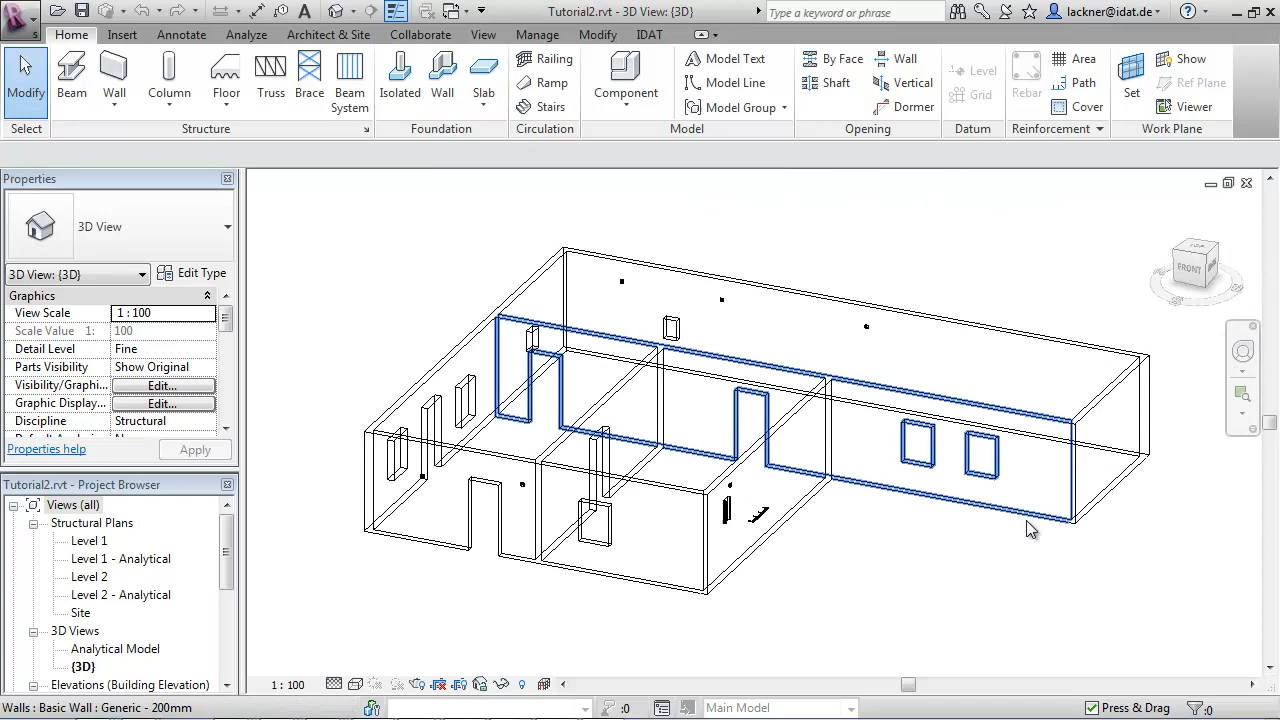 Tutorial2.rvt - 3D View: {3D}
Type a keyword or phrase
lackner@idat.de
Home Insert Annotate Analyze Architect & Site Collaborate View Manage Modify IDAT
Modify Beam Wall Column Floor Truss Brace Beam System Isolated Wall Slab
Railing
Ramp
Stairs
Component
Model Text
Model Line
Model Group
By Face
Shaft
Wall
Vertical
Dormer
Level
Grid
Rebar
Area
Path
Cover
Set
Show
Ref Plane
Viewer
Select Structure Foundation Circulation Model Opening Datum Reinforcement Work Plane
Properties
3D View
3D View: {3D} Edit Type
Graphics
View Scale 1 : 100
Scale Value 1: 100
Detail Level Fine
Parts Visibility Show Original
Visibility/Graphi... Edit...
Graphic Display... Edit...
Discipline Structural
Properties help Apply
Tutorial2.rvt - Project Browser
Views (all)
Structural Plans
Level 1
Level 1 - Analytical
Level 2
Level 2 - Analytical
Site
3D Views
Analytical Model
{3D}
Elevations (Building Elevation)
TOP
FRONT
1 : 100
Walls : Basic Wall : Generic - 200mm
:0
Main Model
Press & Drag
:0